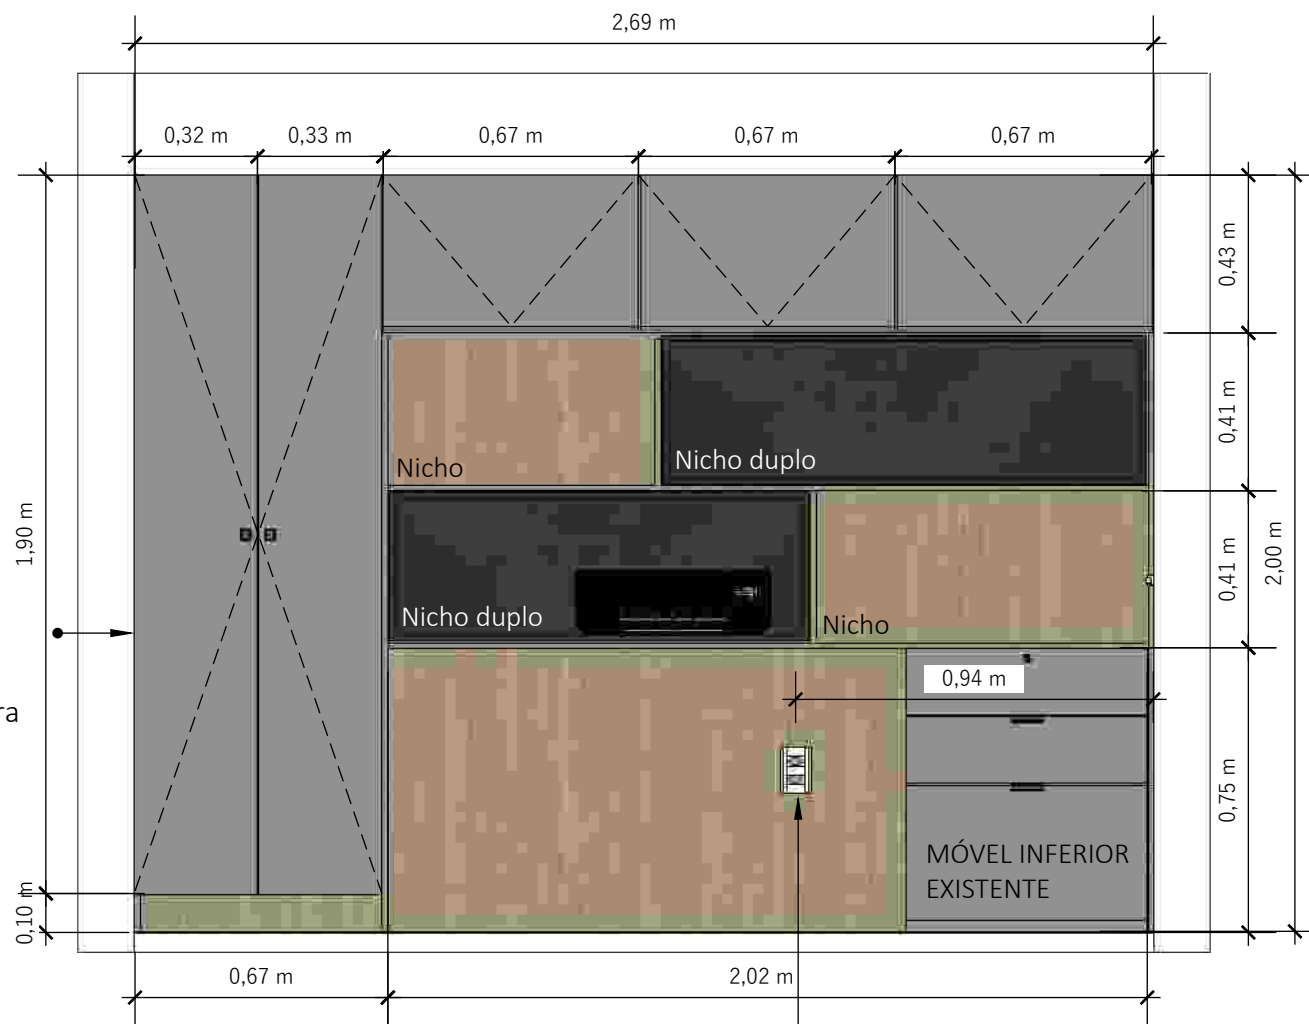 2,69 m
0,32 m
0,33 m
0,67 m
0,67 m
0,67 m
0,43 m
Nicho
Nicho duplo
0,41 m
1,90 m
Nicho duplo
Nicho
0,41 m
2,00 m
ra
0,94 m
0,75 m
MÓVEL INFERIOR
EXISTENTE
0,10 m
0,67 m
2,02 m